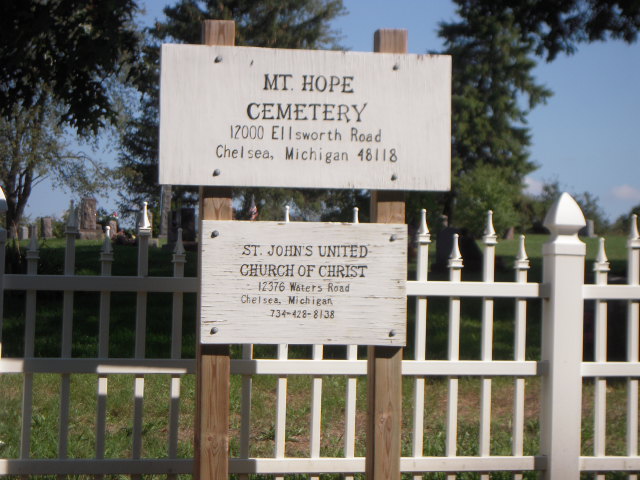 MT. HOPE
CEMETERY
12000 Ellsworth Road
Chelsea, Michigan 48118
ST. JOHN'S UNITED
CHURCH OF CHRIST
12376 Waters Road
Chelsea, Michigan
734-428-8138